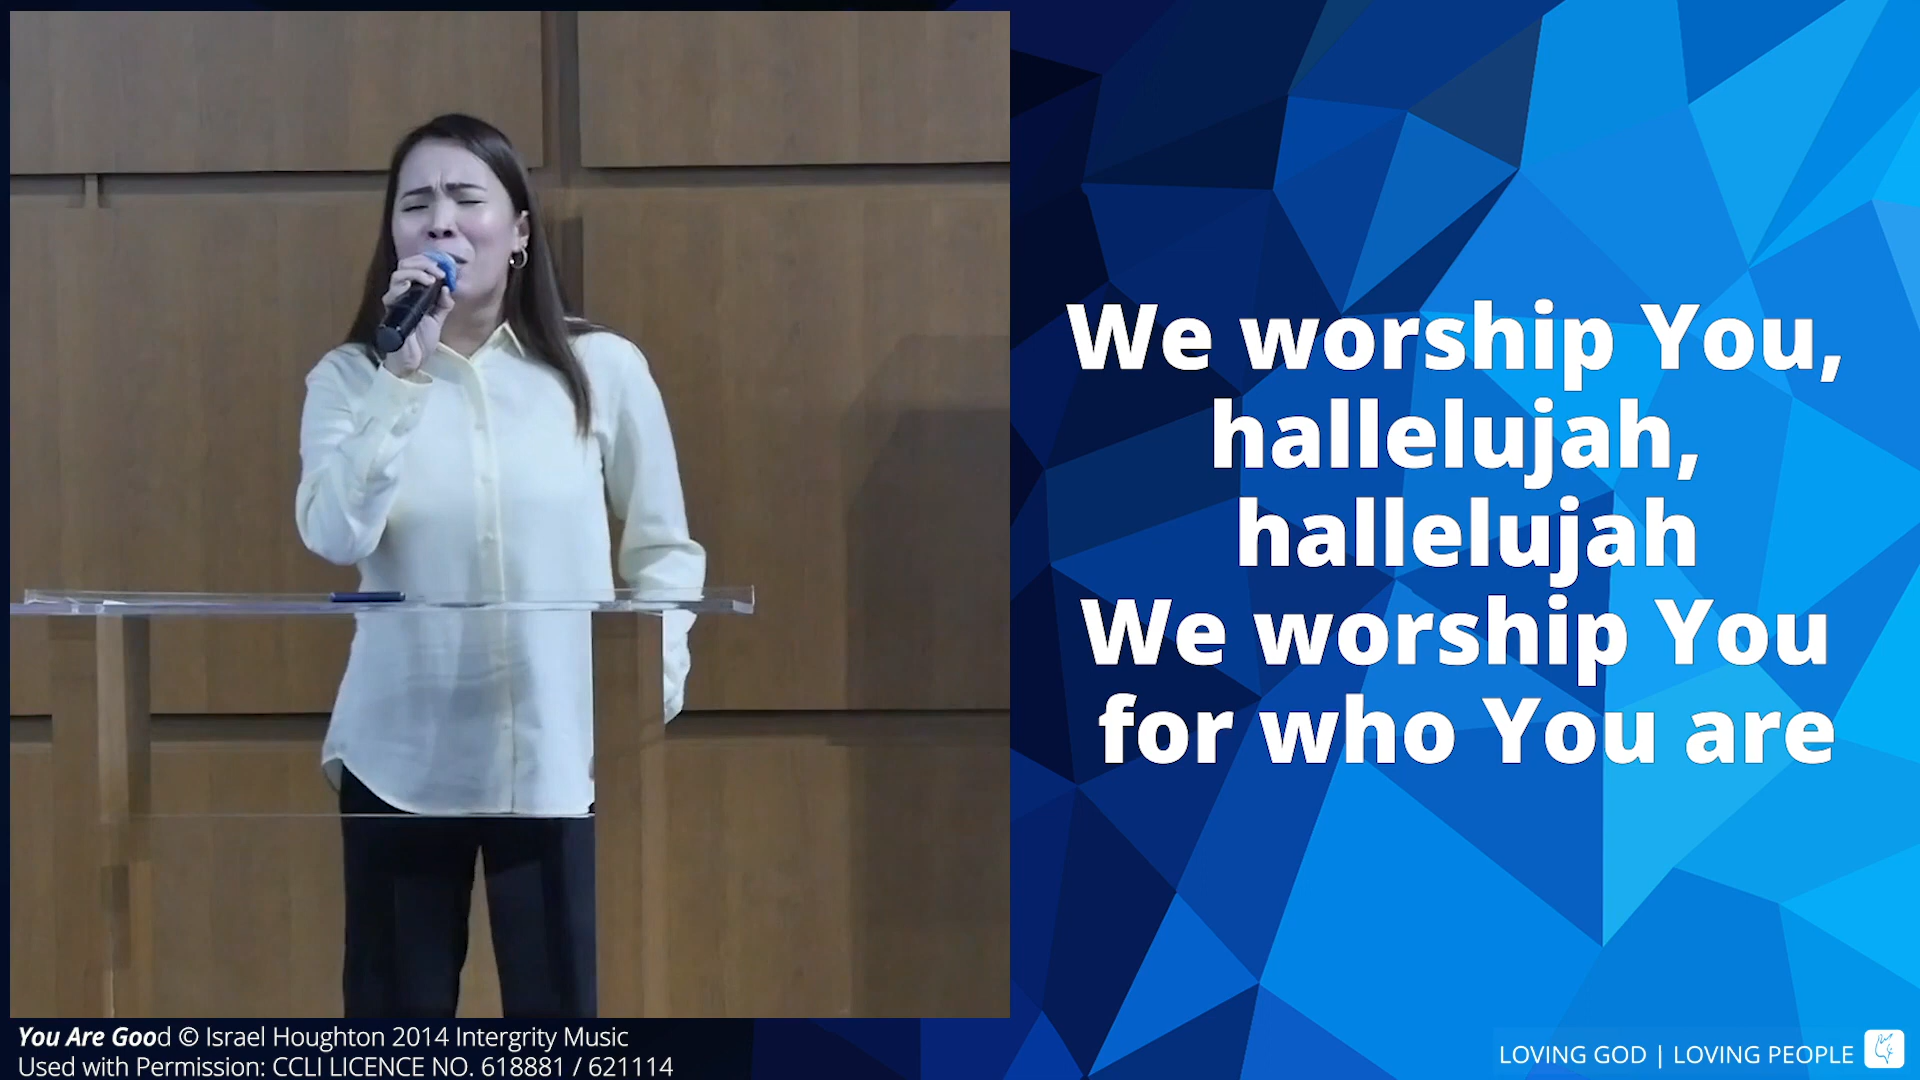 We worship You,
hallelujah,
hallelujah
We worship You
for who You are
You Are Good © Israel Houghton 2014 Intergrity Music
Used with Permission: CCLI LICENCE NO. 618881 / 621114
LOVING GOD | LOVING PEOPLE